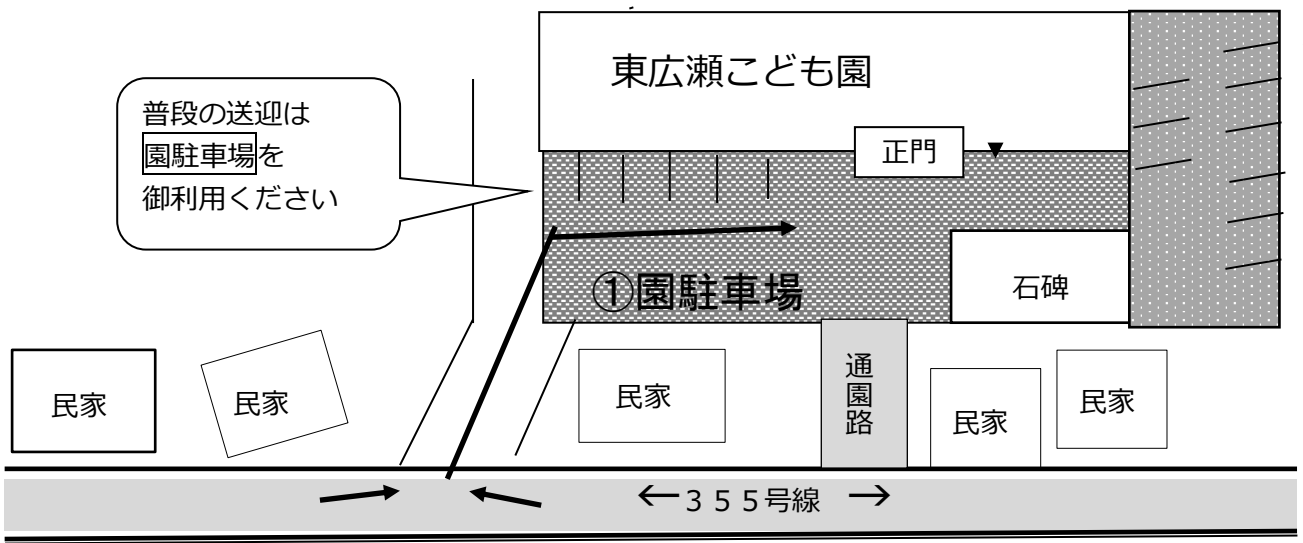 東広瀬こども園
普段の送迎は
園駐車場を
御利用ください
正門
①園駐車場
石碑
民家
民家
民家
通園路
民家
民家
←355号線→